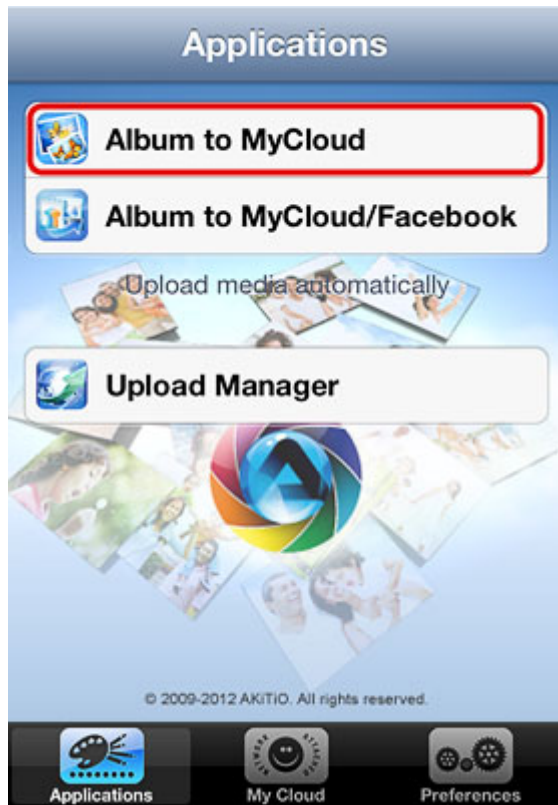 Applications
Album to MyCloud
Album to MyCloud/Facebook
Upload media automatically
Upload Manager
© 2009-2012 AKiTiO. All rights reserved.
Applications
My Cloud
Preferences